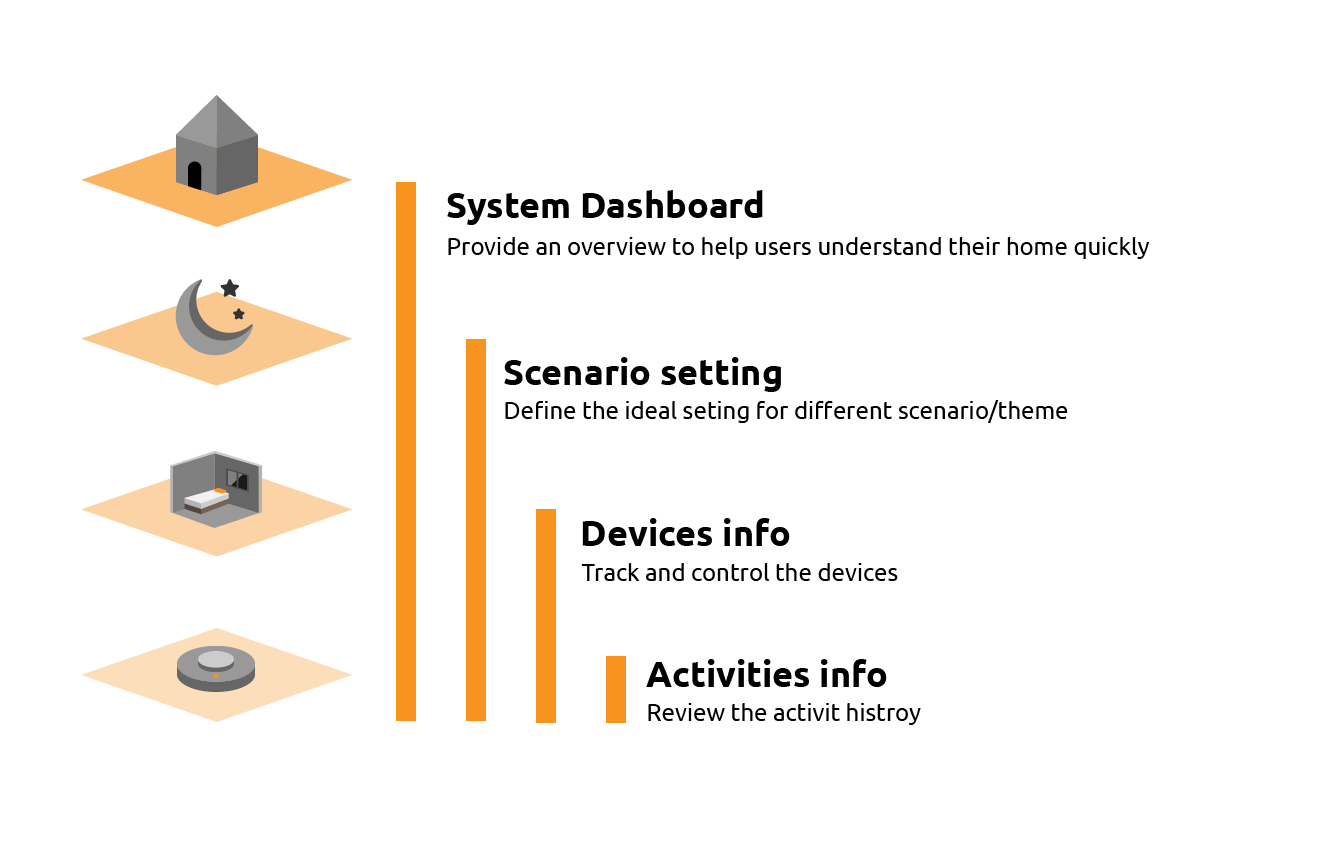 System Dashboard
Provide an overview to help users understand their home quickly
Scenario setting
Define the ideal seting for different scenario/theme
Devices info
Track and control the devices
Activities info
Review the activit histroy